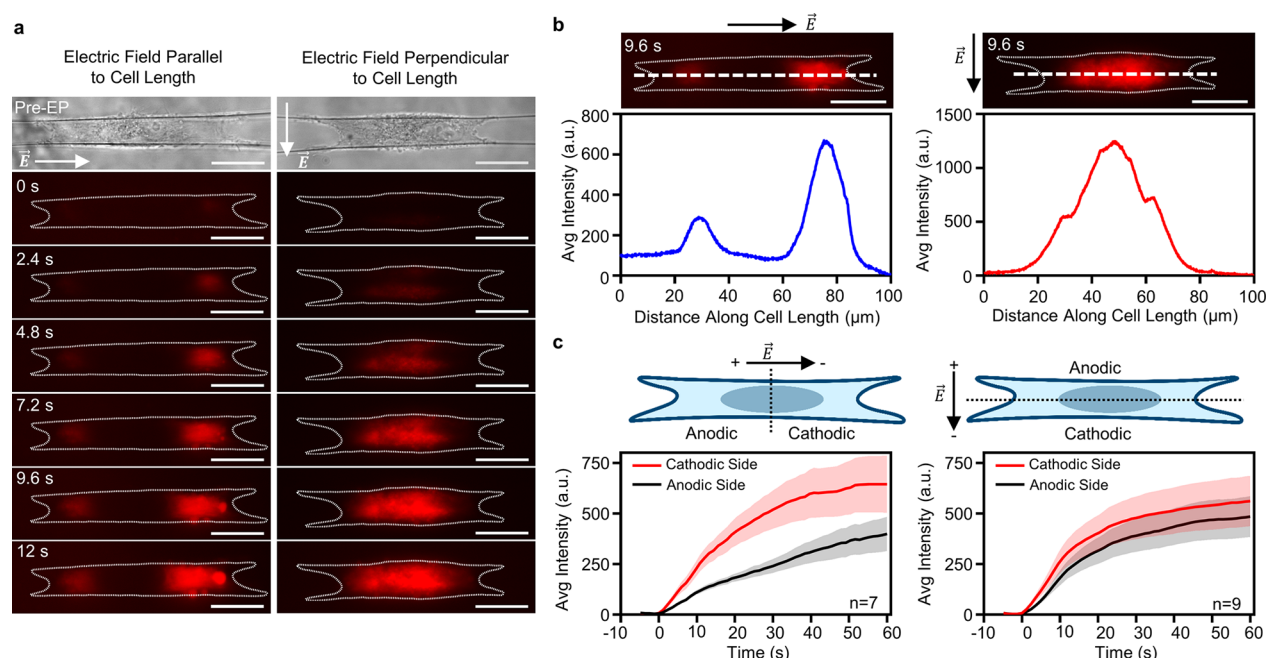 a
Electric Field Parallel
to Cell Length
Electric Field Perpendicular
to Cell Length
Pre-EP
E
E
0 s
2.4 s
4.8 s
7.2 s
9.6 s
12 s
b
E
9.6 s
800
600
400
200
0
Avg Intensity (a.u.)
0 20 40 60 80 100
Distance Along Cell Length (µm)
E
9.6 s
1500
1000
500
0
Avg Intensity (a.u.)
0 20 40 60 80 100
Distance Along Cell Length (µm)
c
+ E -
Anodic Cathodic
750
500
250
0
Avg Intensity (a.u.)
Cathodic Side
Anodic Side
n=7
-10 0 10 20 30 40 50 60
Time (s)
+
E
-
Anodic
Cathodic
750
500
250
0
Avg Intensity (a.u.)
Cathodic Side
Anodic Side
n=9
-10 0 10 20 30 40 50 60
Time (s)